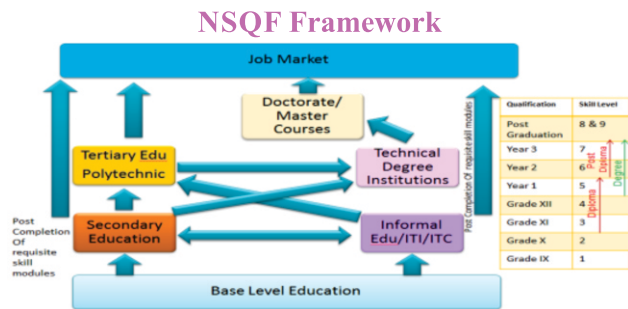 NSQF Framework
Job Market
Doctorate/
Master
Courses
Tertiary Edu
Polytechnic
Technical
Degree
Institutions
Post
Completion
Of
requisite
skill
modules
Secondary
Education
Informal
Edu/ITI/ITC
Base Level Education
Post Completion Of requisite skill modules
Qualification Skill Level
Post
Graduation 8 & 9
Year 3 7
Year 2 6
Year 1 5
Grade XII 4
Grade XI 3
Grade X 2
Grade IX 1
Diploma
Post
Diploma
Degree